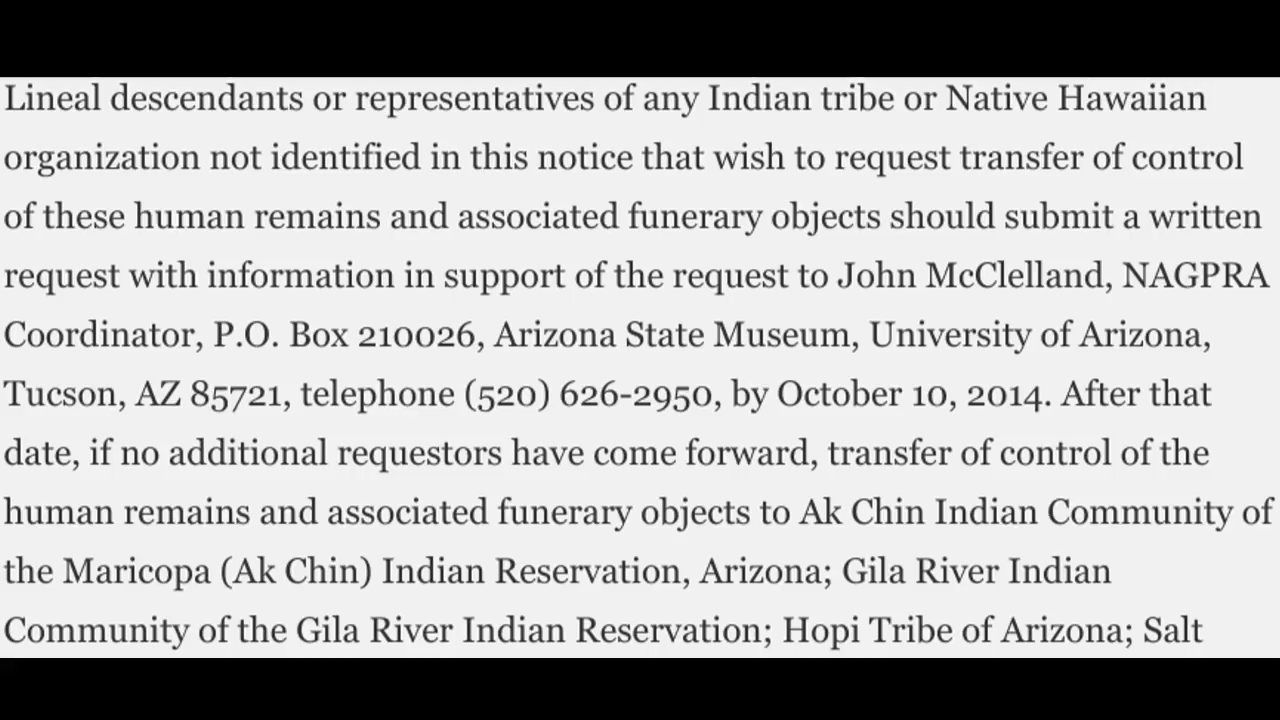 Lineal descendants or representatives of any Indian tribe or Native Hawaiian
organization not identified in this notice that wish to request transfer of control
of these human remains and associated funerary objects should submit a written
request with information in support of the request to John McClelland, NAGPRA
Coordinator, P.O. Box 210026, Arizona State Museum, University of Arizona,
Tucson, AZ 85721, telephone (520) 626-2950, by October 10, 2014. After that
date, if no additional requestors have come forward, transfer of control of the
human remains and associated funerary objects to Ak Chin Indian Community of
the Maricopa (Ak Chin) Indian Reservation, Arizona; Gila River Indian
Community of the Gila River Indian Reservation; Hopi Tribe of Arizona; Salt